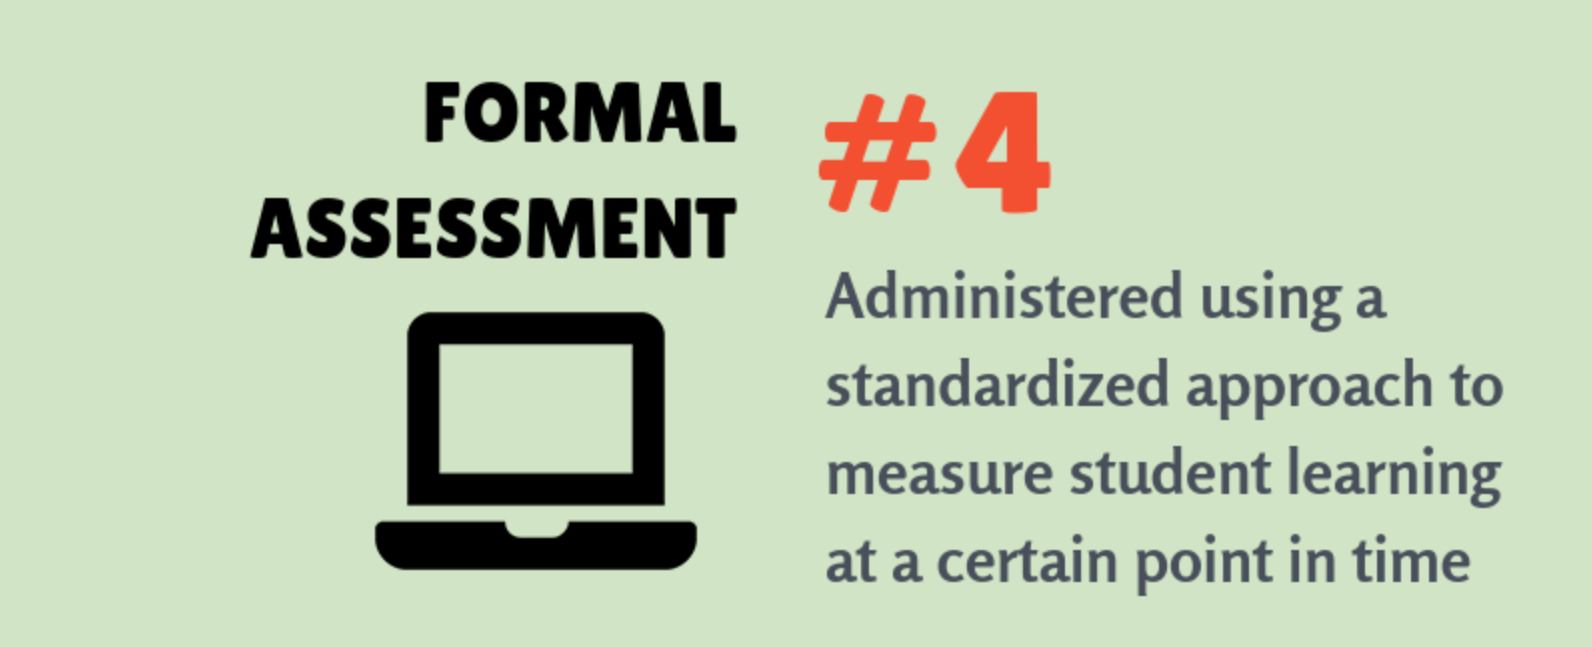 FORMAL
ASSESSMENT
#4
Administered using a
standardized approach to
measure student learning
at a certain point in time